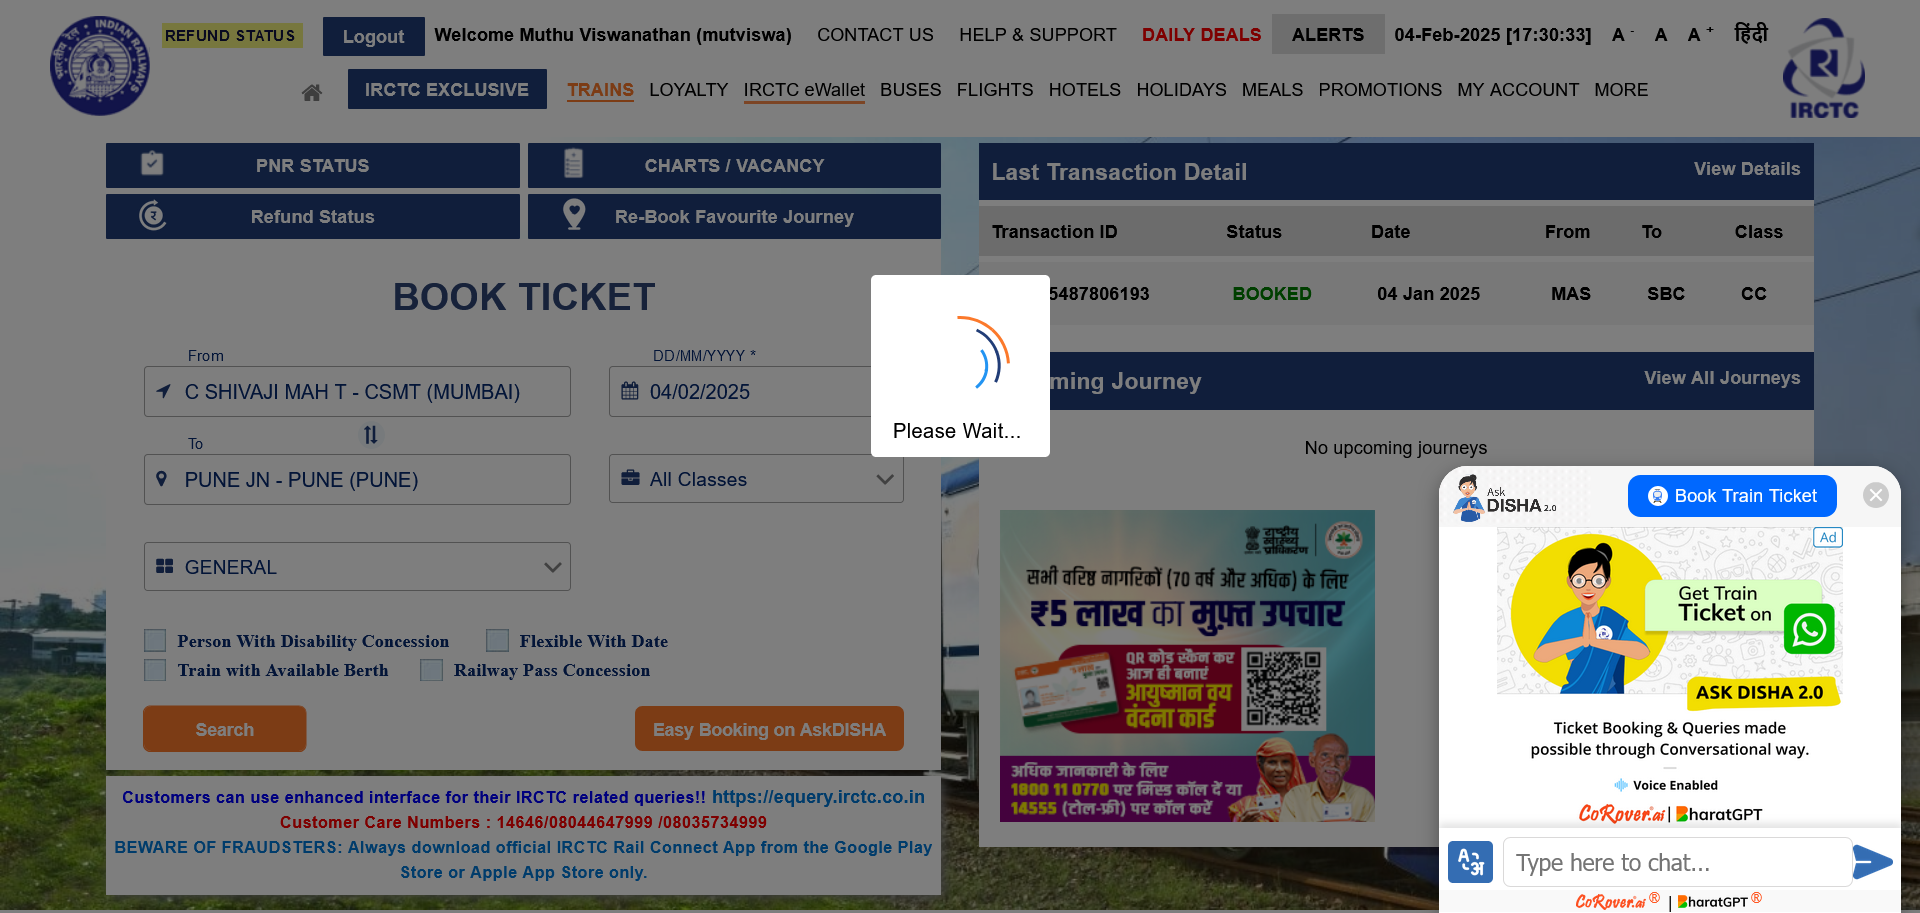 REFUND STATUS
Logout
Welcome Muthu Viswanathan (mutviswa)
CONTACT US
HELP & SUPPORT
DAILY DEALS
ALERTS
04-Feb-2025 [17:30:33]
A -
A
A +
हिंदी
INDIAN RAILWAYS
भारतीय रेल
IRCTC EXCLUSIVE
TRAINS
LOYALTY
IRCTC eWallet
BUSES
FLIGHTS
HOTELS
HOLIDAYS
MEALS
PROMOTIONS
MY ACCOUNT
MORE
IRCTC
PNR STATUS
CHARTS / VACANCY
Refund Status
Re-Book Favourite Journey
BOOK TICKET
From
C SHIVAJI MAH T - CSMT (MUMBAI)
DD/MM/YYYY *
04/02/2025
To
PUNE JN - PUNE (PUNE)
All Classes
GENERAL
Person With Disability Concession
Flexible With Date
Train with Available Berth
Railway Pass Concession
Search
Easy Booking on AskDISHA
Customers can use enhanced interface for their IRCTC related queries!! https://equery.irctc.co.in
Customer Care Numbers : 14646/08044647999 /08035734999
BEWARE OF FRAUDSTERS: Always download official IRCTC Rail Connect App from the Google Play
Store or Apple App Store only.
Please Wait...
Last Transaction Detail
View Details
Transaction ID
Status
Date
From
To
Class
5487806193
BOOKED
04 Jan 2025
MAS
SBC
CC
ming Journey
View All Journeys
No upcoming journeys
राष्ट्रीय
स्वास्थ्य
प्राधिकरण
सभी वरिष्ठ नागरिकों (70 वर्ष और अधिक) के लिए
₹5 लाख का मुफ़्त उपचार
QR कोड स्कैन कर
आज ही बनाएं
आयुष्मान वय
वंदना कार्ड
अधिक जानकारी के लिए
1800 11 0770 पर मिस्ड कॉल दें या
14555 (टोल-फ्री) पर कॉल करें
Ask
DISHA 2.0
Book Train Ticket
Ad
Get Train
Ticket on
ASK DISHA 2.0
Ticket Booking & Queries made
possible through Conversational way.
Voice Enabled
CoRover.ai | BharatGPT
A अ
Type here to chat...
CoRover.ai ® | BharatGPT ®